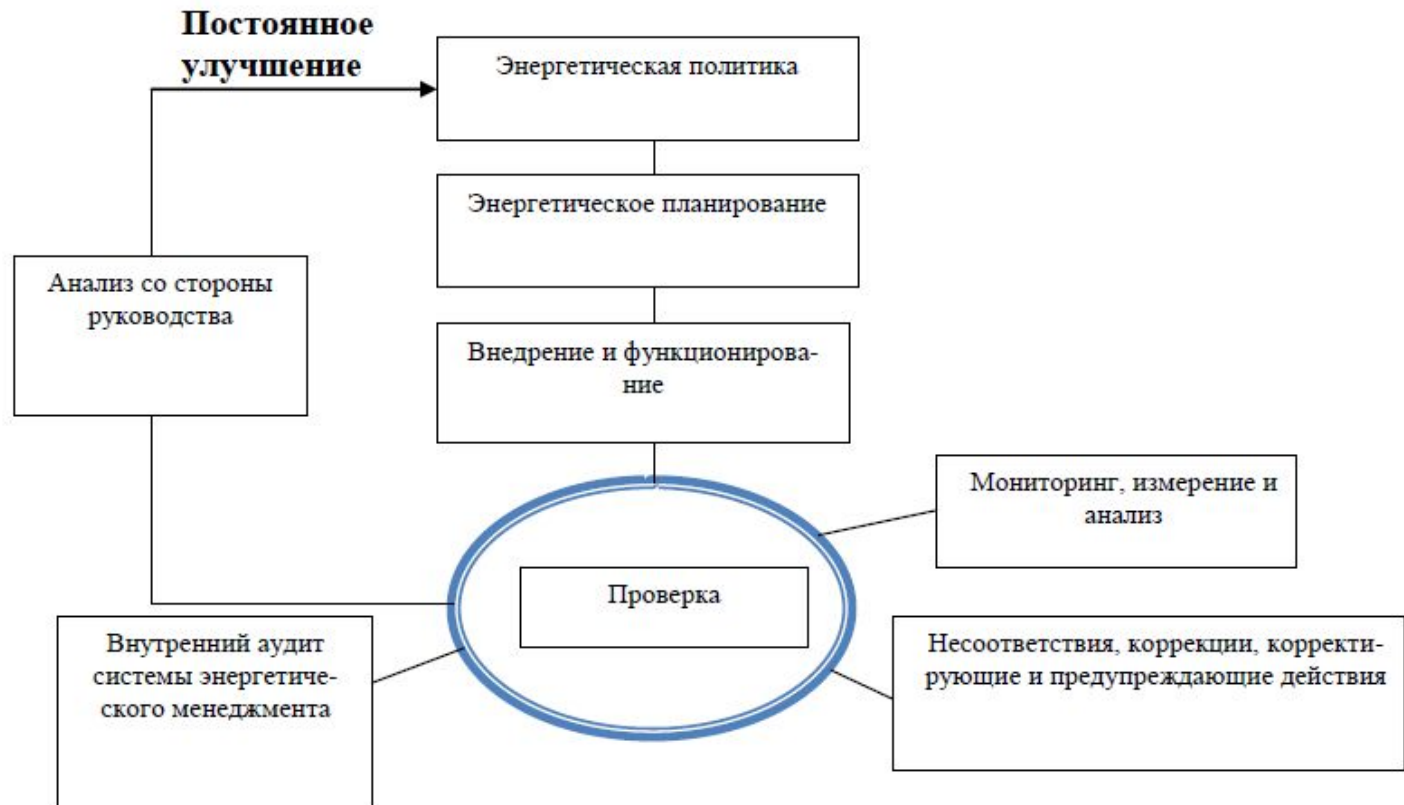 Постоянное
улучшение
Энергетическая политика
Энергетическое планирование
Анализ со стороны
руководства
Внедрение и функционирова-
ние
Мониторинг, измерение и
анализ
Проверка
Внутренний аудит
системы энергетиче-
ского менеджмента
Несоответствия, коррекции, корректи-
рующие и предупреждающие действия